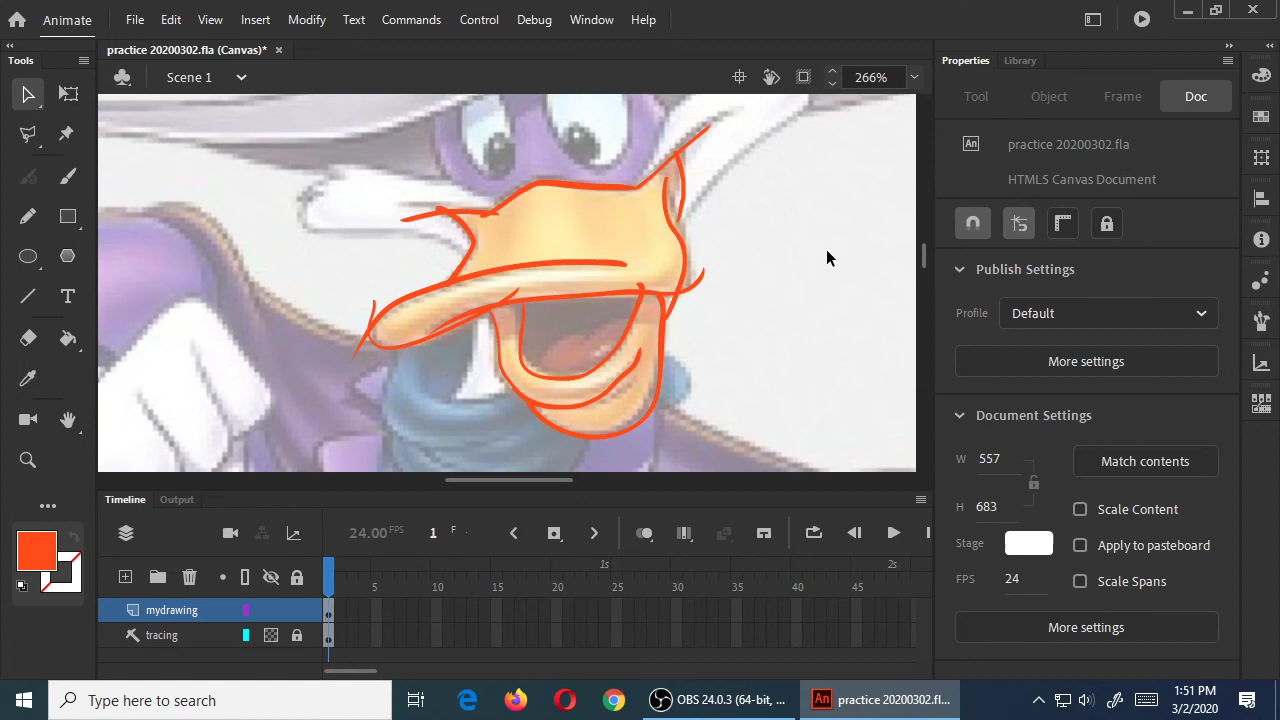 Animate
File Edit View Insert Modify Text Commands Control Debug Window Help
practice 20200302.fla (Canvas)*
Tools
Scene 1
266%
Properties Library
Tool Object Frame Doc
An practice 20200302.fla
HTML5 Canvas Document
Publish Settings
Profile Default
More settings
Document Settings
W 557 Match contents
H 683 Scale Content
Stage Apply to pasteboard
FPS 24 Scale Spans
More settings
Timeline Output
24.00 FPS 1 F
1s 2s
5 10 15 20 25 30 35 40 45
mydrawing
tracing
Type here to search
OBS 24.0.3 (64-bit, ...
An practice 20200302.fl...
1:51 PM
3/2/2020